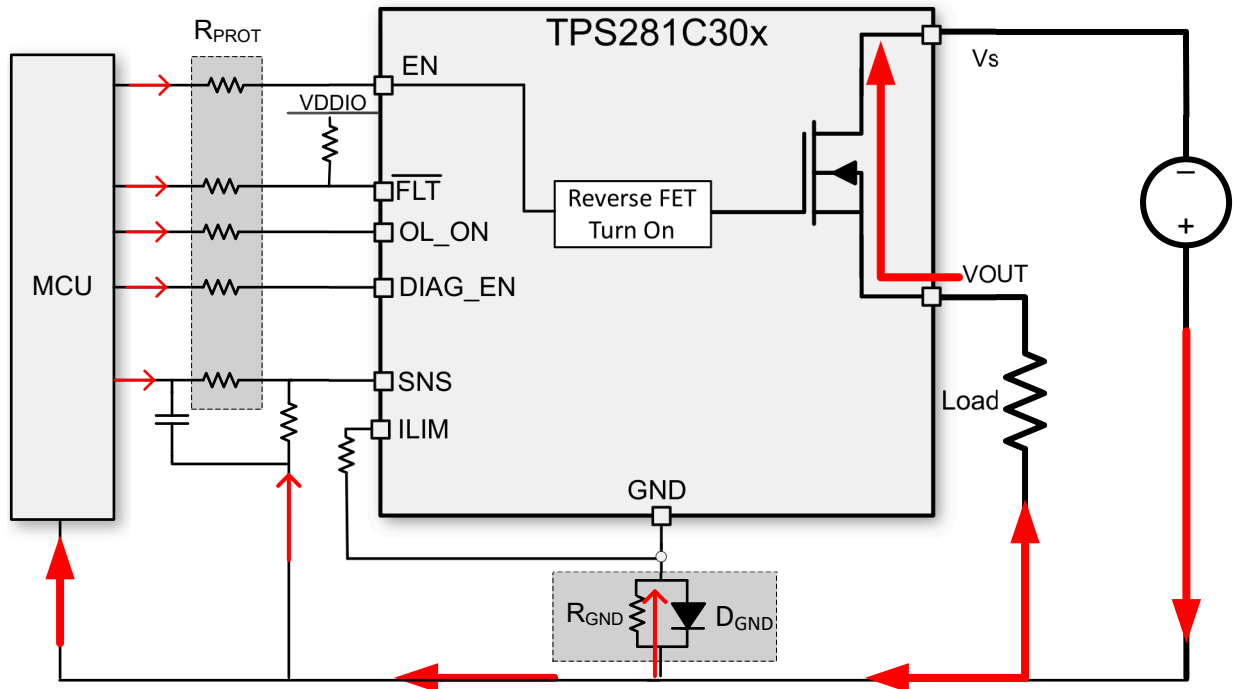 TPS281C30x
RPROT
EN
Vs
VDDIO
FLT
Reverse FET
Turn On
OL_ON
MCU
DIAG_EN
VOUT
−
+
SNS
Load
ILIM
GND
RGND
DGND